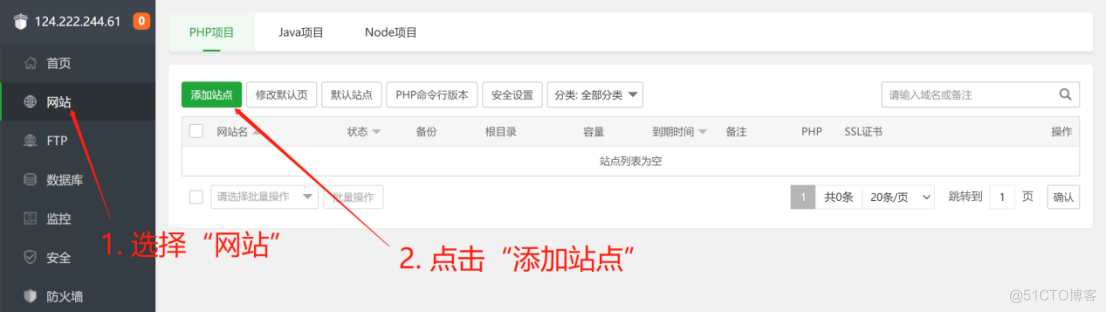 124.222.244.61 0
首页
网站
FTP
数据库
监控
安全
防火墙
PHP项目 Java项目 Node项目
添加站点 修改默认页 默认站点 PHP命令行版本 安全设置 分类: 全部分类 请输入域名或备注
网站名 状态 备份 根目录 容量 到期时间 备注 PHP SSL证书 操作
站点列表为空
请选择批量操作 批量操作 1 共0条 20条/页 跳转到 1 页 确认
1. 选择“网站”
2. 点击“添加站点”
@51CTO博客